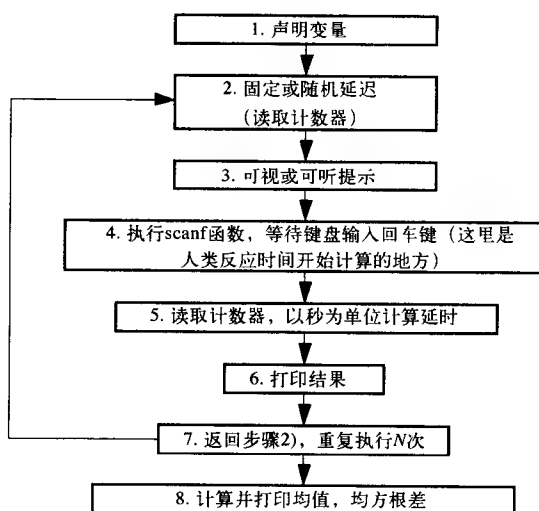 1. 声明变量
2. 固定或随机延迟
（读取计数器）
3. 可视或可听提示
4. 执行scanf函数，等待键盘输入回车键（这里是
人类反应时间开始计算的地方）
5. 读取计数器，以秒为单位计算延时
6. 打印结果
7. 返回步骤2)，重复执行N次
8. 计算并打印均值，均方根差